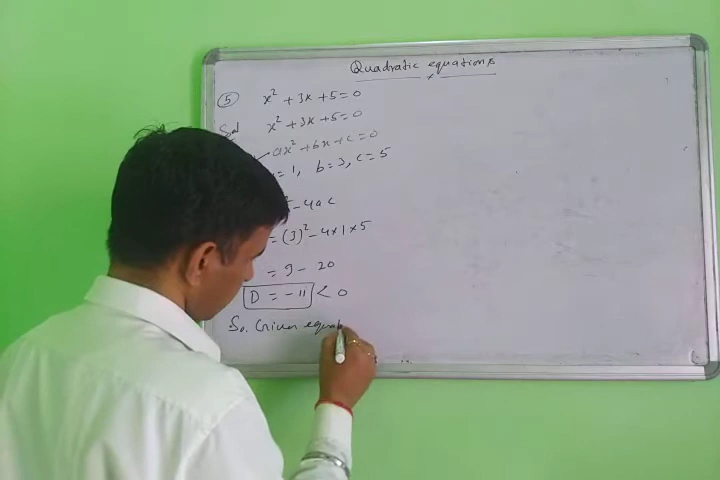 Quadratic equations
⑤ x² + 3x + 5 = 0
Sol x² + 3x + 5 = 0
ax² + bx + c = 0
= 1, b = 3, c = 5
² - 4ac
= (3)² - 4 × 1 × 5
= 9 - 20
D = -11 < 0
So. Given equat